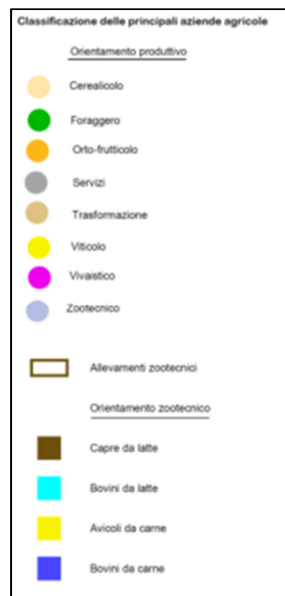 Classificazione delle principali aziende agricole
Orientamento produttivo
Cerealicolo
Foraggero
Orto-frutticolo
Servizi
Trasformazione
Viticolo
Vivaistico
Zootecnico
Allevamenti zootecnici
Orientamento zootecnico
Capre da latte
Bovini da latte
Avicoli da carne
Bovini da carne